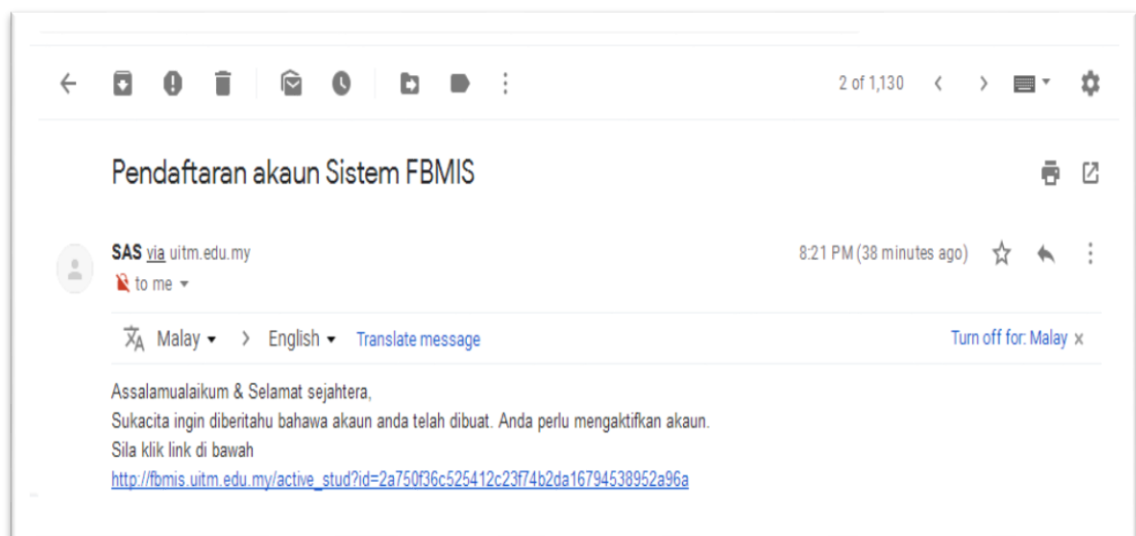 2 of 1,130
Pendaftaran akaun Sistem FBMIS
SAS via uitm.edu.my
8:21 PM (38 minutes ago)
to me
Malay > English Translate message
Turn off for: Malay x
Assalamualaikum & Selamat sejahtera,
Sukacita ingin diberitahu bahawa akaun anda telah dibuat. Anda perlu mengaktifkan akaun.
Sila klik link di bawah
http://fbmis.uitm.edu.my/active_stud?id=2a750f36c525412c23f74b2da16794538952a96a